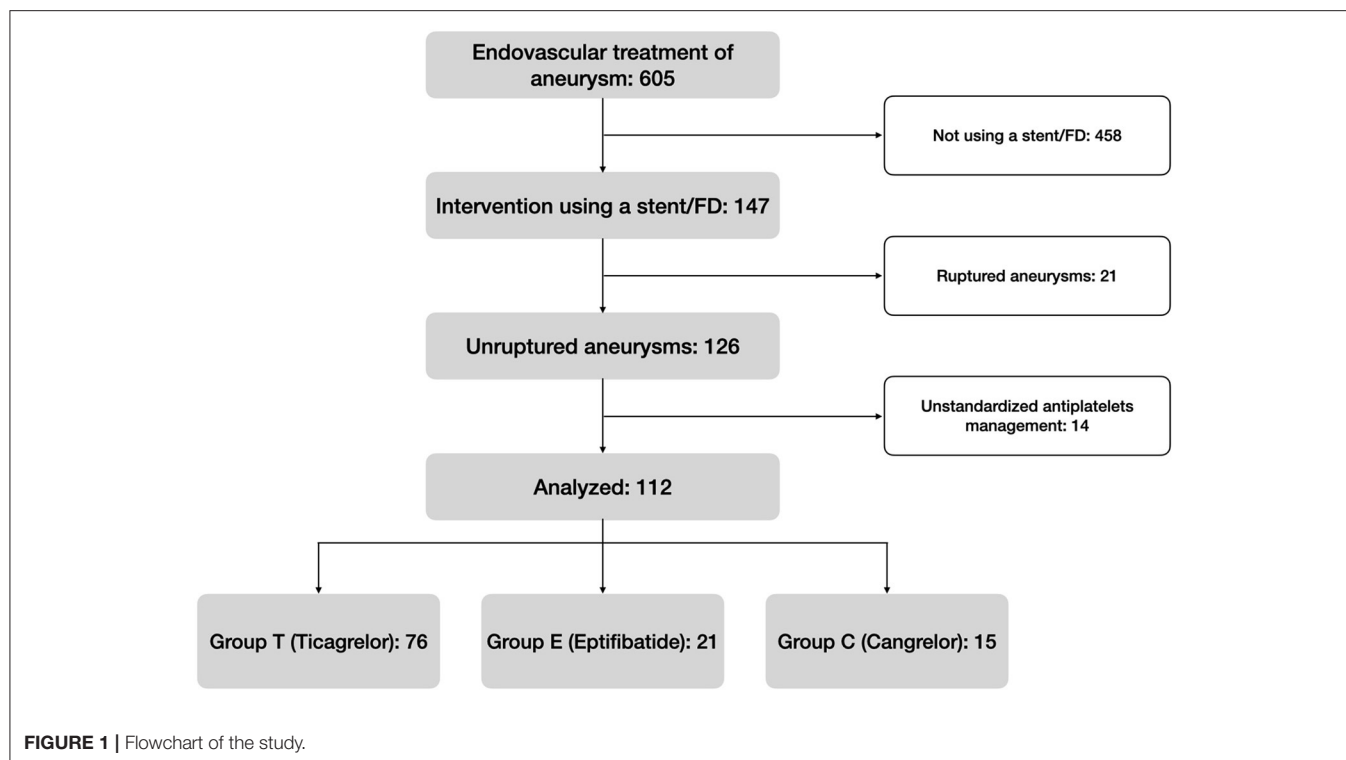 Endovascular treatment of
aneurysm: 605
Not using a stent/FD: 458
Intervention using a stent/FD: 147
Ruptured aneurysms: 21
Unruptured aneurysms: 126
Unstandardized antiplatelets
management: 14
Analyzed: 112
Group T (Ticagrelor): 76
Group E (Eptifibatide): 21
Group C (Cangrelor): 15
FIGURE 1 | Flowchart of the study.